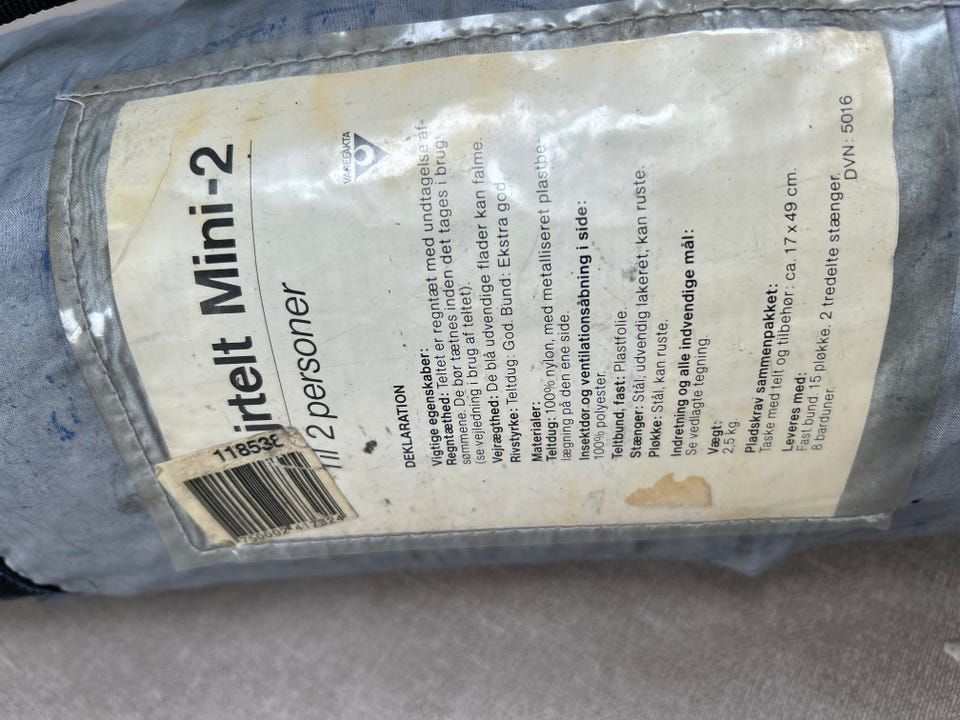 irtelt Mini-2
til 2 personer
118538
5750002 417324
VAREFAKTA
DEKLARATION
Vigtige egenskaber:
Regntæthed: Teltet er regntæt med undtagelse af-
sømmene. De bør tætnes inden det tages i brug
(se vejledning i brug af teltet).
Vejrægthed: De blå udvendige flader kan falme.
Rivstyrke: Teltdug: God. Bund: Ekstra god.
Materialer:
Teltdug: 100% nylon, med metalliseret plastbe-
lægning på den ene side.
Insektdor og ventilationsåbning i side:
100% polyester.
Teltbund, fast: Plastfolie.
Stænger: Stål, udvendig lakeret, kan ruste.
Pløkke: Stål, kan ruste.
Indretning og alle indvendige mål:
Se vedlagte tegning.
Vægt:
2,5 kg.
Pladskrav sammenpakket:
Taske med telt og tilbehør: ca. 17 x 49 cm.
Leveres med:
Fast bund. 15 pløkke. 2 tredelte stænger.
8 barduner.
DVN: 5016